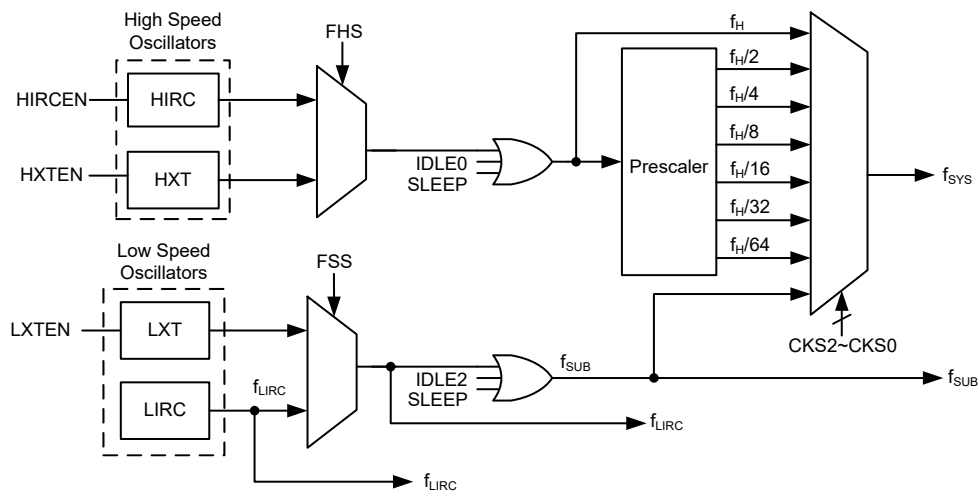 High Speed
Oscillators
FHS
HIRCEN
HIRC
HXTEN
HXT
IDLE0
SLEEP
Prescaler
fH
fH/2
fH/4
fH/8
fH/16
fH/32
fH/64
fSYS
CKS2~CKS0
Low Speed
Oscillators
FSS
LXTEN
LXT
LIRC
fLIRC
IDLE2
SLEEP
fSUB
fSUB
fLIRC
fLIRC